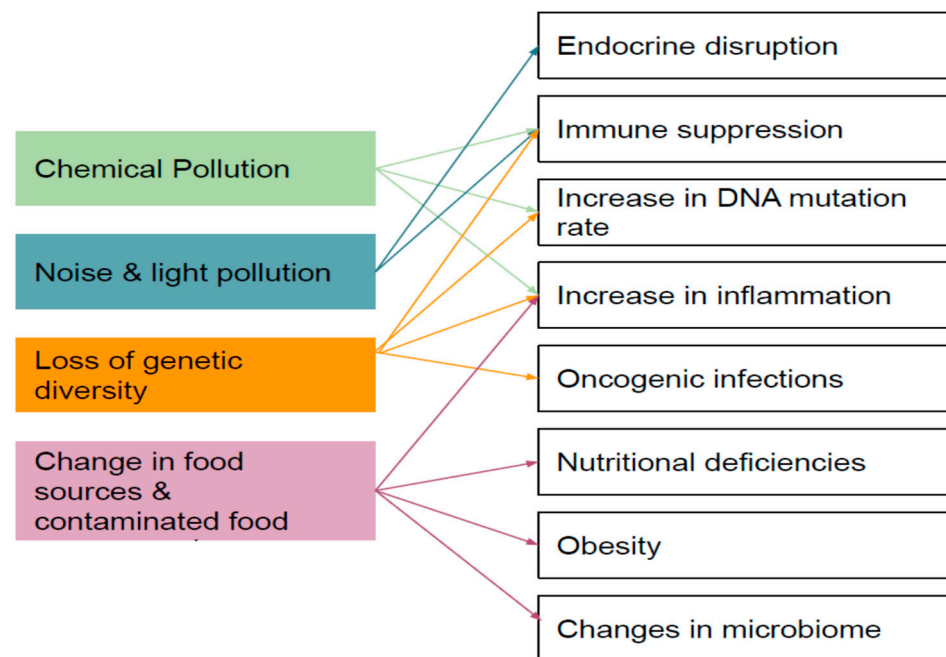 Chemical Pollution
Noise & light pollution
Loss of genetic
diversity
Change in food
sources &
contaminated food
Endocrine disruption
Immune suppression
Increase in DNA mutation
rate
Increase in inflammation
Oncogenic infections
Nutritional deficiencies
Obesity
Changes in microbiome